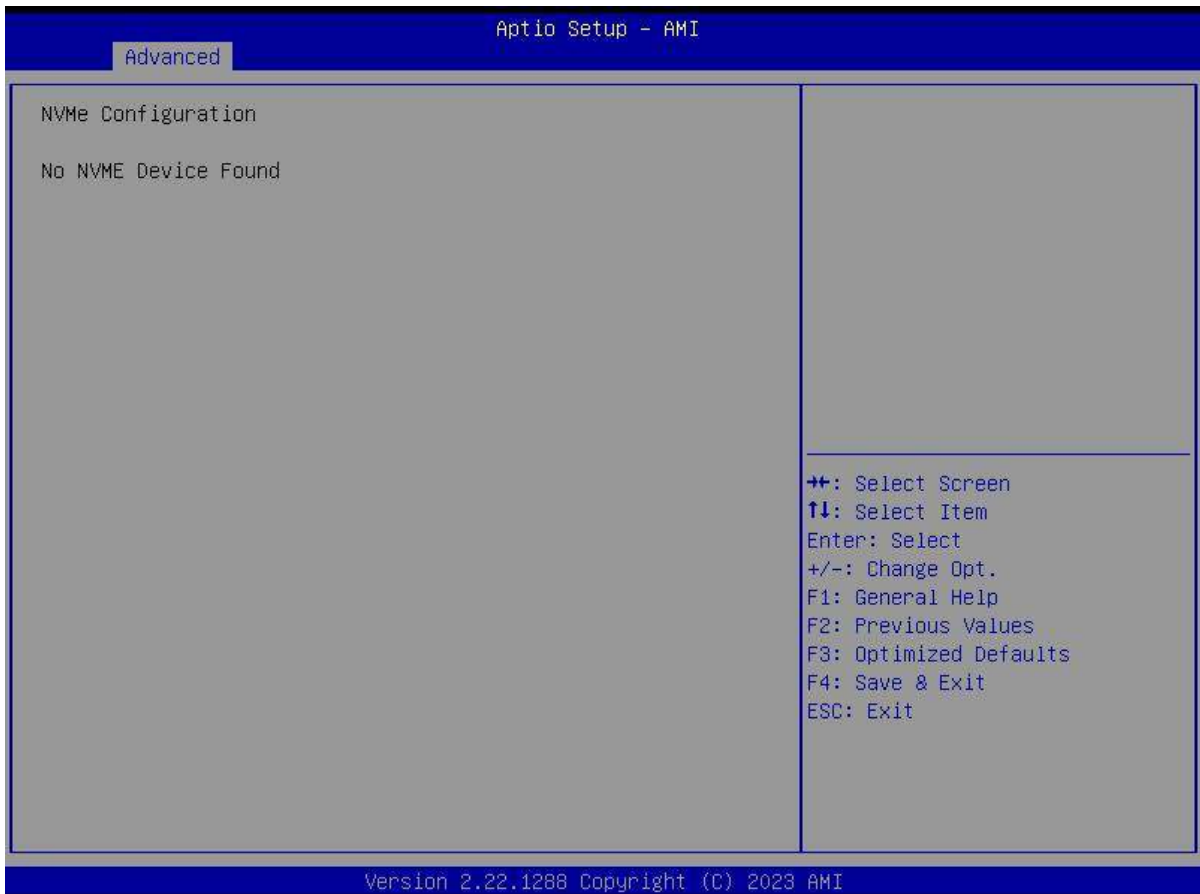 Aptio Setup - AMI
Advanced
NVMe Configuration
No NVME Device Found
→←: Select Screen
↑↓: Select Item
Enter: Select
+/-: Change Opt.
F1: General Help
F2: Previous Values
F3: Optimized Defaults
F4: Save & Exit
ESC: Exit
Version 2.22.1288 Copyright (C) 2023 AMI